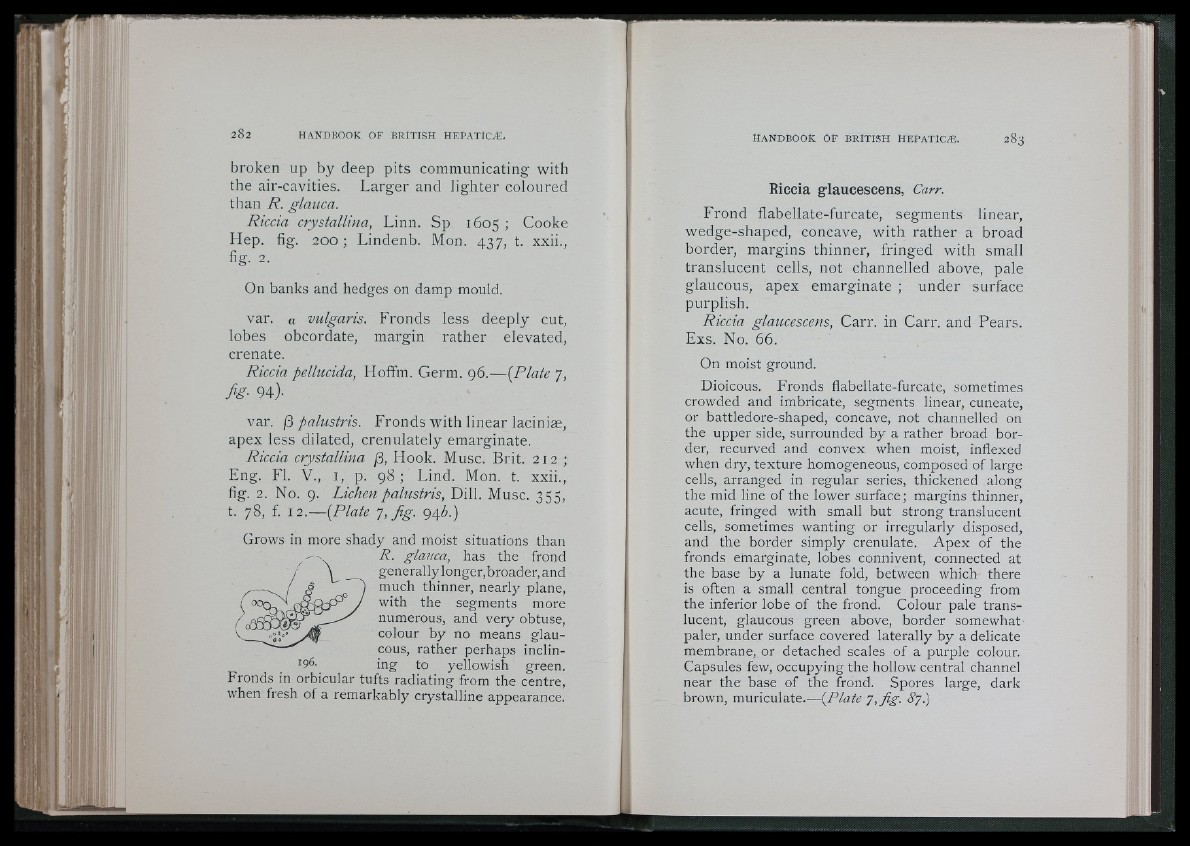 282 HANDBOOK OF BRITISH HEPATICÆ.
broken up by deep pits communicating with
the air-cavities. Larger and lighter coloured
than R. glauca.
Riccia crystallina, Linn. Sp 1605 ; Cooke
Hep. fig. 200 ; Lindenb. Mon. 437, t. xxii.,
fig. 2.
On banks and hedges on damp mould.
var. α vulgaris. Fronds less deeply cut,
lobes obcordate, margin rather elevated,
crenate.
Riccia pellucida, Hoffm. Germ. 96.—(Plate 7,
fig. 94).
var. β palustris. Fronds with linear laciniæ,
apex less dilated, crenulately emarginate.
Riccia crystallina β, Hook. Musc. Brit. 212 ;
Eng. Fl. V., 1, p. 98 ; Lind. Mon. t. xxii.,
fig. 2. No. 9. Lichen palustris, Dill. Musc. 355,
t. 78, f. 12.—(Plate 7, fig. 94b.)
Grows in more shady and moist situations than
R. glauca, has the frond
generally longer, broader, and
much thinner, nearly plane,
with the segments more
numerous, and very obtuse,
colour by no means glau-
cous, rather perhaps inclin-
196.
ing to yellowish green.
Fronds in orbicular tufts radiating from the centre,
when fresh of a remarkably crystalline appearance.
HANDBOOK OF BRITISH HEPATICÆ. 283
Riccia glaucescens, Carr.
Frond flabellate-furcate, segments linear,
wedge-shaped, concave, with rather a broad
border, margins thinner, fringed with small
translucent cells, not channelled above, pale
glaucous, apex emarginate ; under surface
purplish.
Riccia glaucescens, Carr. in Carr. and Pears.
Exs. No. 66.
On moist ground.
Dioicous. Fronds flabellate-furcate, sometimes
crowded and imbricate, segments linear, cuneate,
or battledore-shaped, concave, not channelled on
the upper side, surrounded by a rather broad bor-
der, recurved and convex when moist, inflexed
when dry, texture homogeneous, composed of large
cells, arranged in regular series, thickened along
the mid line of the lower surface; margins thinner,
acute, fringed with small but strong translucent
cells, sometimes wanting or irregularly disposed,
and the border simply crenulate. Apex of the
fronds emarginate, lobes connivent, connected at
the base by a lunate fold, between which there
is often a small central tongue proceeding from
the inferior lobe of the frond. Colour pale trans-
lucent, glaucous green above, border somewhat
paler, under surface covered laterally by a delicate
membrane, or detached scales of a purple colour.
Capsules few, occupying the hollow central channel
near the base of the frond. Spores large, dark
brown, muriculate.—(Plate 7, fig. 87.)